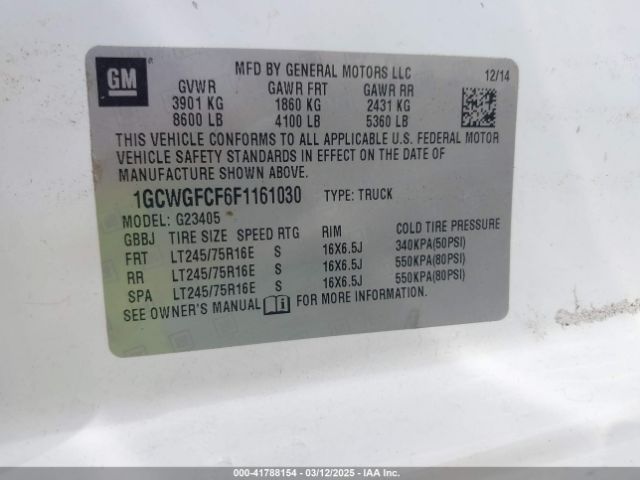 GM
MFD BY GENERAL MOTORS LLC
12/14
GVWR GAWR FRT GAWR RR
3901 KG 1860 KG 2431 KG
8600 LB 4100 LB 5360 LB
THIS VEHICLE CONFORMS TO ALL APPLICABLE U.S. FEDERAL MOTOR
VEHICLE SAFETY STANDARDS IN EFFECT ON THE DATE OF
MANUFACTURE SHOWN ABOVE.
1GCWGFCF6F1161030 TYPE: TRUCK
MODEL: G23405
GBBJ TIRE SIZE SPEED RTG RIM COLD TIRE PRESSURE
FRT LT245/75R16E S 16X6.5J 340KPA(50PSI)
RR LT245/75R16E S 16X6.5J 550KPA(80PSI)
SPA LT245/75R16E S 16X6.5J 550KPA(80PSI)
SEE OWNER'S MANUAL FOR MORE INFORMATION.
000-41788154 - 03/12/2025 - IAAI.com